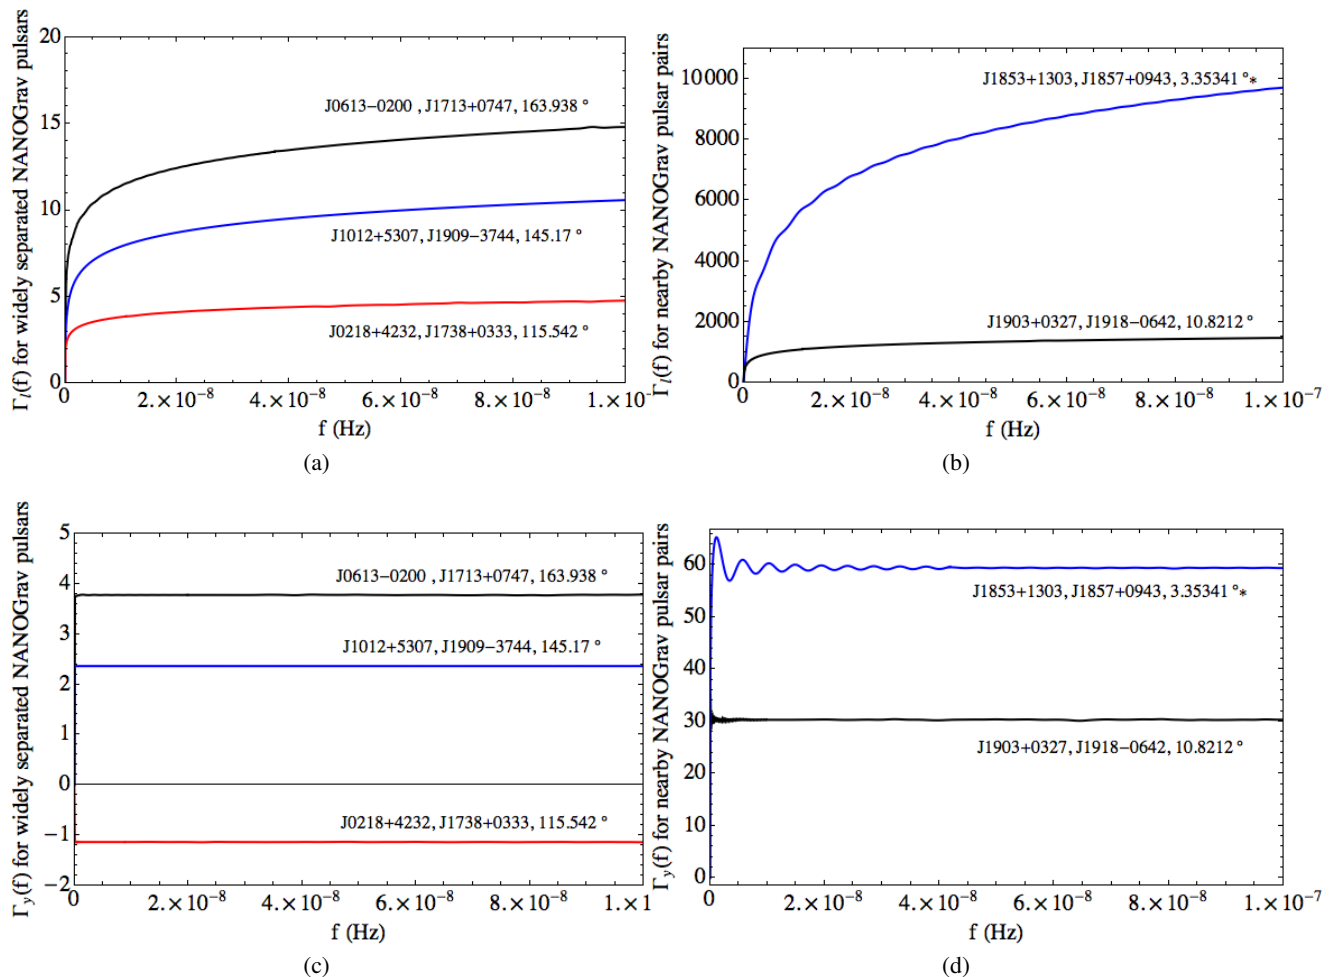 Γl(f) for widely separated NANOGrav pulsars
20
15
10
5
0
J0613−0200 , J1713+0747, 163.938 °
J1012+5307, J1909−3744, 145.17 °
J0218+4232, J1738+0333, 115.542 °
0 2.×10−8 4.×10−8 6.×10−8 8.×10−8 1.×10−7
f (Hz)
(a)
Γl(f) for nearby NANOGrav pulsar pairs
10 000
8000
6000
4000
2000
0
J1853+1303, J1857+0943, 3.35341 °*
J1903+0327, J1918−0642, 10.8212 °
0 2.×10−8 4.×10−8 6.×10−8 8.×10−8 1.×10−7
f (Hz)
(b)
Γy(f) for widely separated NANOGrav pulsars
5
4
3
2
1
0
−1
−2
J0613−0200 , J1713+0747, 163.938 °
J1012+5307, J1909−3744, 145.17 °
J0218+4232, J1738+0333, 115.542 °
0 2.×10−8 4.×10−8 6.×10−8 8.×10−8 1.×1
f (Hz)
(c)
Γy(f) for nearby NANOGrav pulsar pairs
60
50
40
30
20
10
0
J1853+1303, J1857+0943, 3.35341 °*
J1903+0327, J1918−0642, 10.8212 °
0 2.×10−8 4.×10−8 6.×10−8 8.×10−8 1.×10−7
f (Hz)
(d)